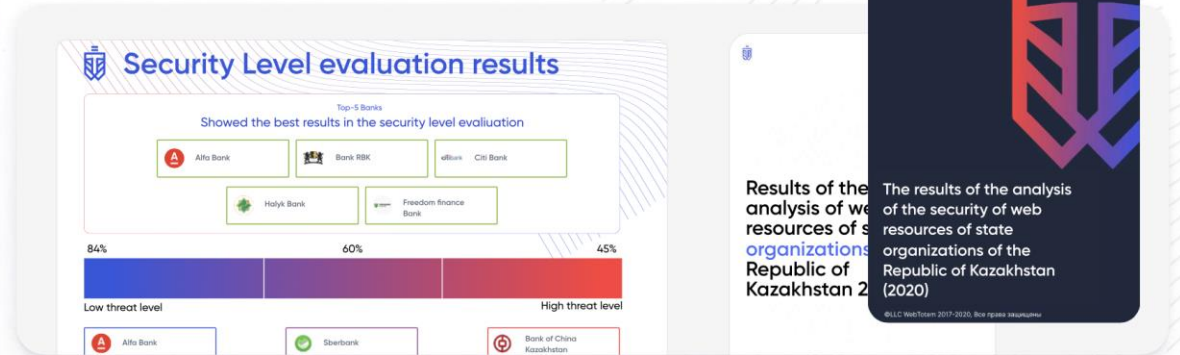 Security Level evaluation results
Top-5 Banks
Showed the best results in the security level evaliuation
Alfa Bank
Bank RBK
citibank
Citi Bank
Halyk Bank
Freedom finance
Bank
84%
60%
45%
Low threat level
High threat level
Alfa Bank
Sberbank
Bank of China
Kazakhstan
Results of the
analysis of we
resources of s
organizations
Republic of
Kazakhstan 2
The results of the analysis
of the security of web
resources of state
organizations of the
Republic of Kazakhstan
(2020)
©LLC WebTotem 2017-2020, Все права защищены